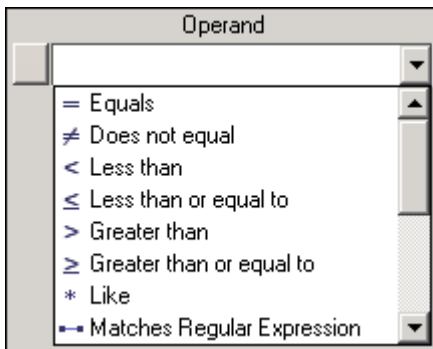 Operand
= Equals
≠ Does not equal
< Less than
≤ Less than or equal to
> Greater than
≥ Greater than or equal to
* Like
Matches Regular Expression